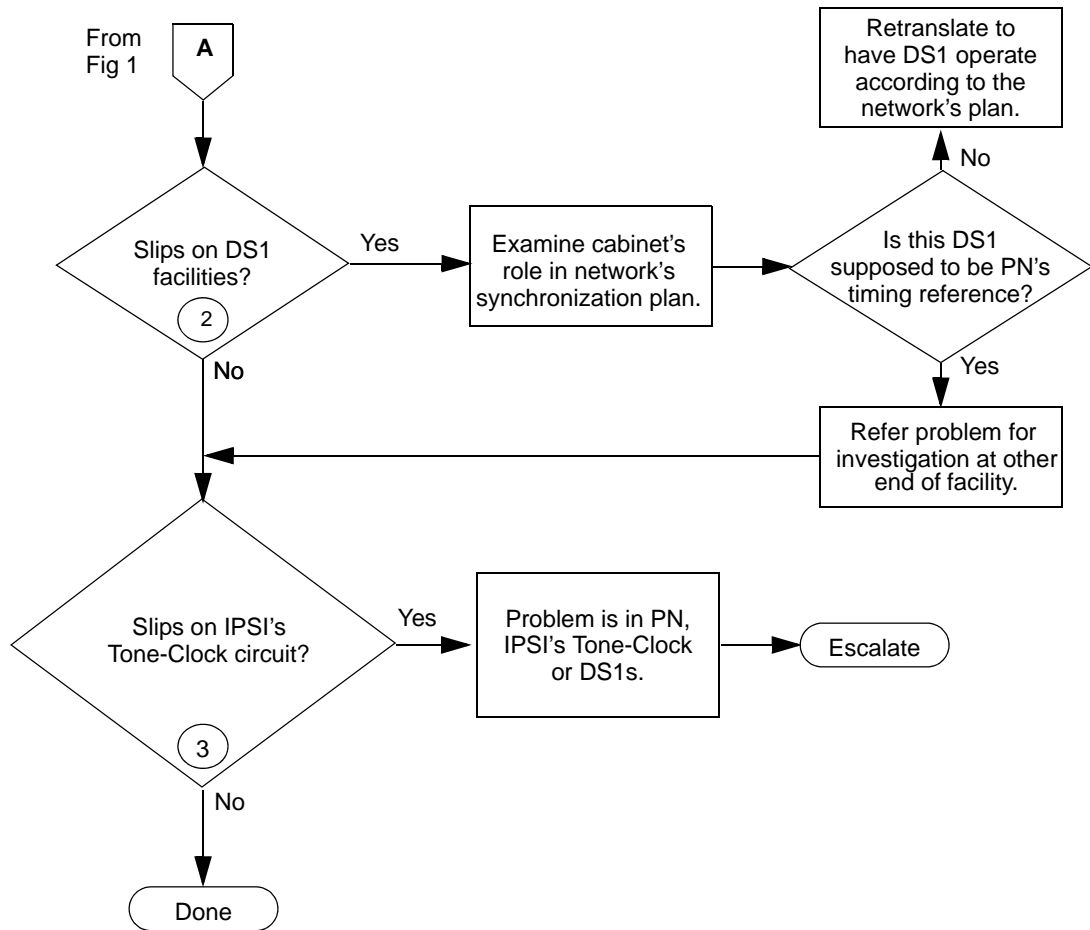 From
Fig 1
A
Retranslate to
have DS1 operate
according to the
network's plan.
No
Slips on DS1
facilities?
2
Yes
Examine cabinet's
role in network's
synchronization plan.
Is this DS1
supposed to be PN's
timing reference?
No
Yes
Refer problem for
investigation at other
end of facility.
Slips on IPSI's
Tone-Clock circuit?
3
Yes
Problem is in PN,
IPSI's Tone-Clock
or DS1s.
Escalate
No
Done